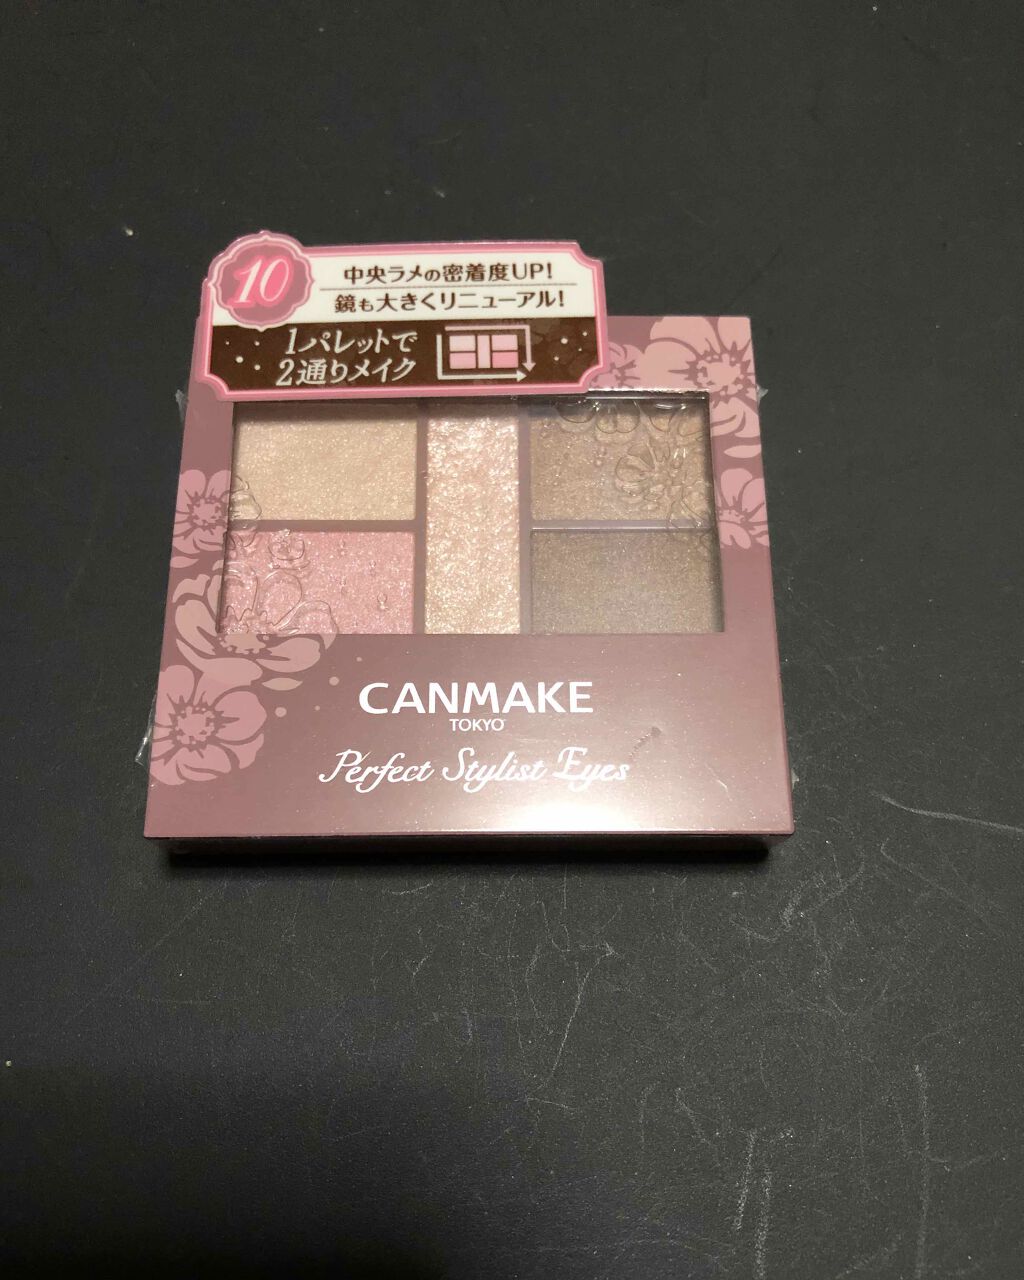 10
中央ラメの密着度UP!
鏡も大きくリニューアル!
1パレットで
2通りメイク
CANMAKE
TOKYO
Perfect Stylist Eyes